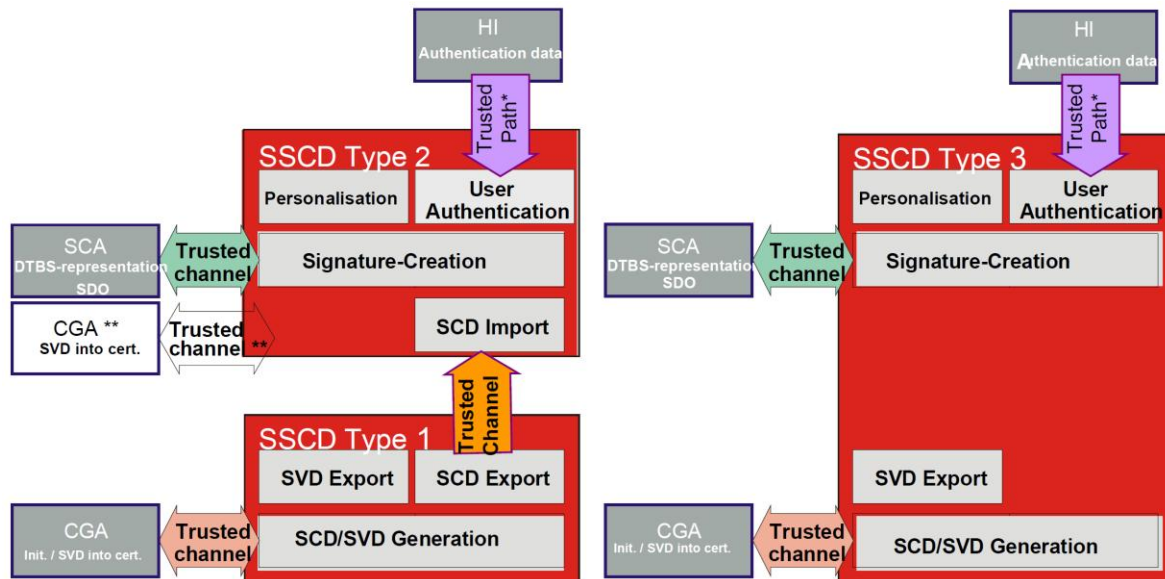 HI
Authentication data
Trusted
Path*
SSCD Type 2
Personalisation
User
Authentication
SCA
DTBS-representation
SDO
Trusted
channel
Signature-Creation
CGA **
SVD into cert.
Trusted
channel **
SCD Import
Trusted
Channel
SSCD Type 1
SVD Export
SCD Export
CGA
Init. / SVD into cert.
Trusted
channel
SCD/SVD Generation
HI
Authentication data
Trusted
Path*
SSCD Type 3
Personalisation
User
Authentication
SCA
DTBS-representation
SDO
Trusted
channel
Signature-Creation
SVD Export
CGA
Init. / SVD into cert.
Trusted
channel
SCD/SVD Generation